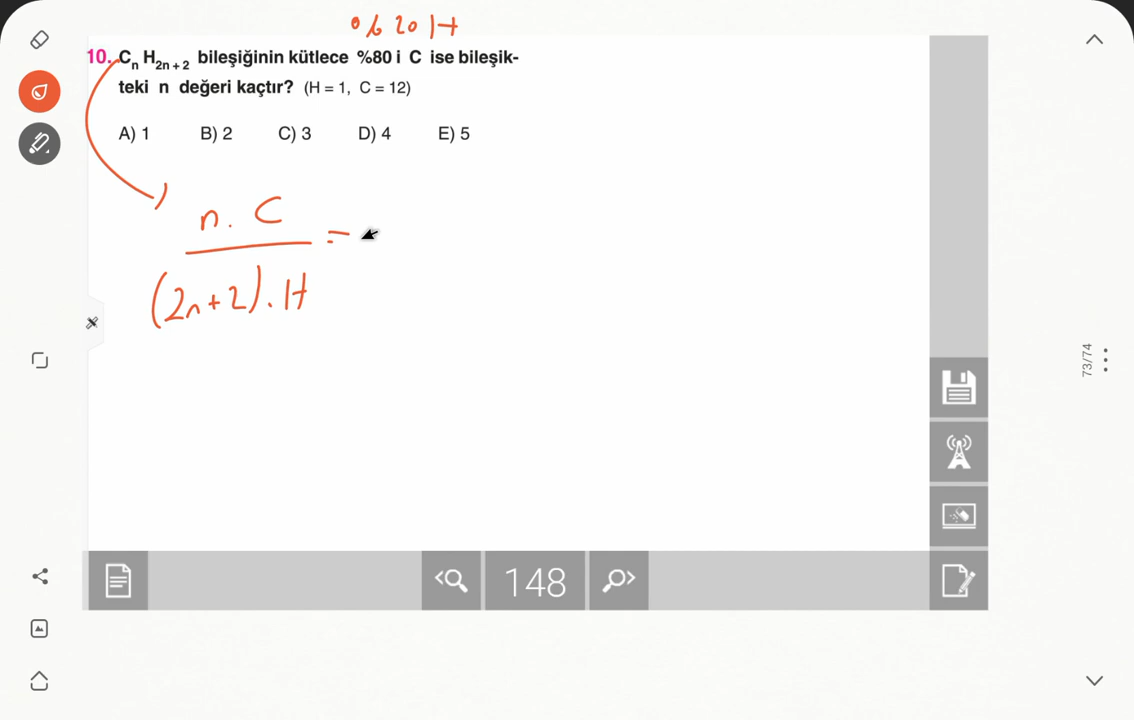 % 20 H
10. CₙH₂ₙ₊₂ bileşiğinin kütlece %80 i C ise bileşik-
teki n değeri kaçtır? (H = 1, C = 12)
A) 1 B) 2 C) 3 D) 4 E) 5
n. C
=
(2n+2). H
73/74
148